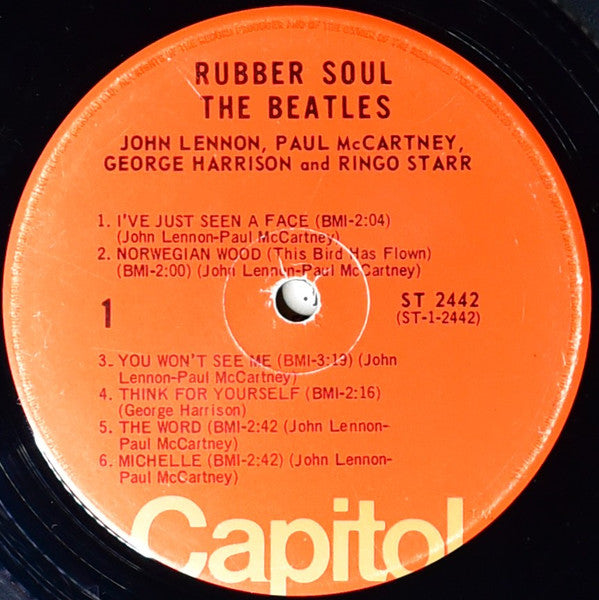 RUBBER SOUL
THE BEATLES
JOHN LENNON, PAUL McCARTNEY,
GEORGE HARRISON and RINGO STARR
1. I'VE JUST SEEN A FACE (BMI-2:04)
(John Lennon-Paul McCartney)
2. NORWEGIAN WOOD (This Bird Has Flown)
(BMI-2:00) (John Lennon-Paul McCartney)
1
ST 2442
(ST-1-2442)
3. YOU WON'T SEE ME (BMI-3:19) (John
Lennon-Paul McCartney)
4. THINK FOR YOURSELF (BMI-2:16)
(George Harrison)
5. THE WORD (BMI-2:42 (John Lennon-
Paul McCartney)
6. MICHELLE (BMI-2:42) (John Lennon-
Paul McCartney)
Capitol